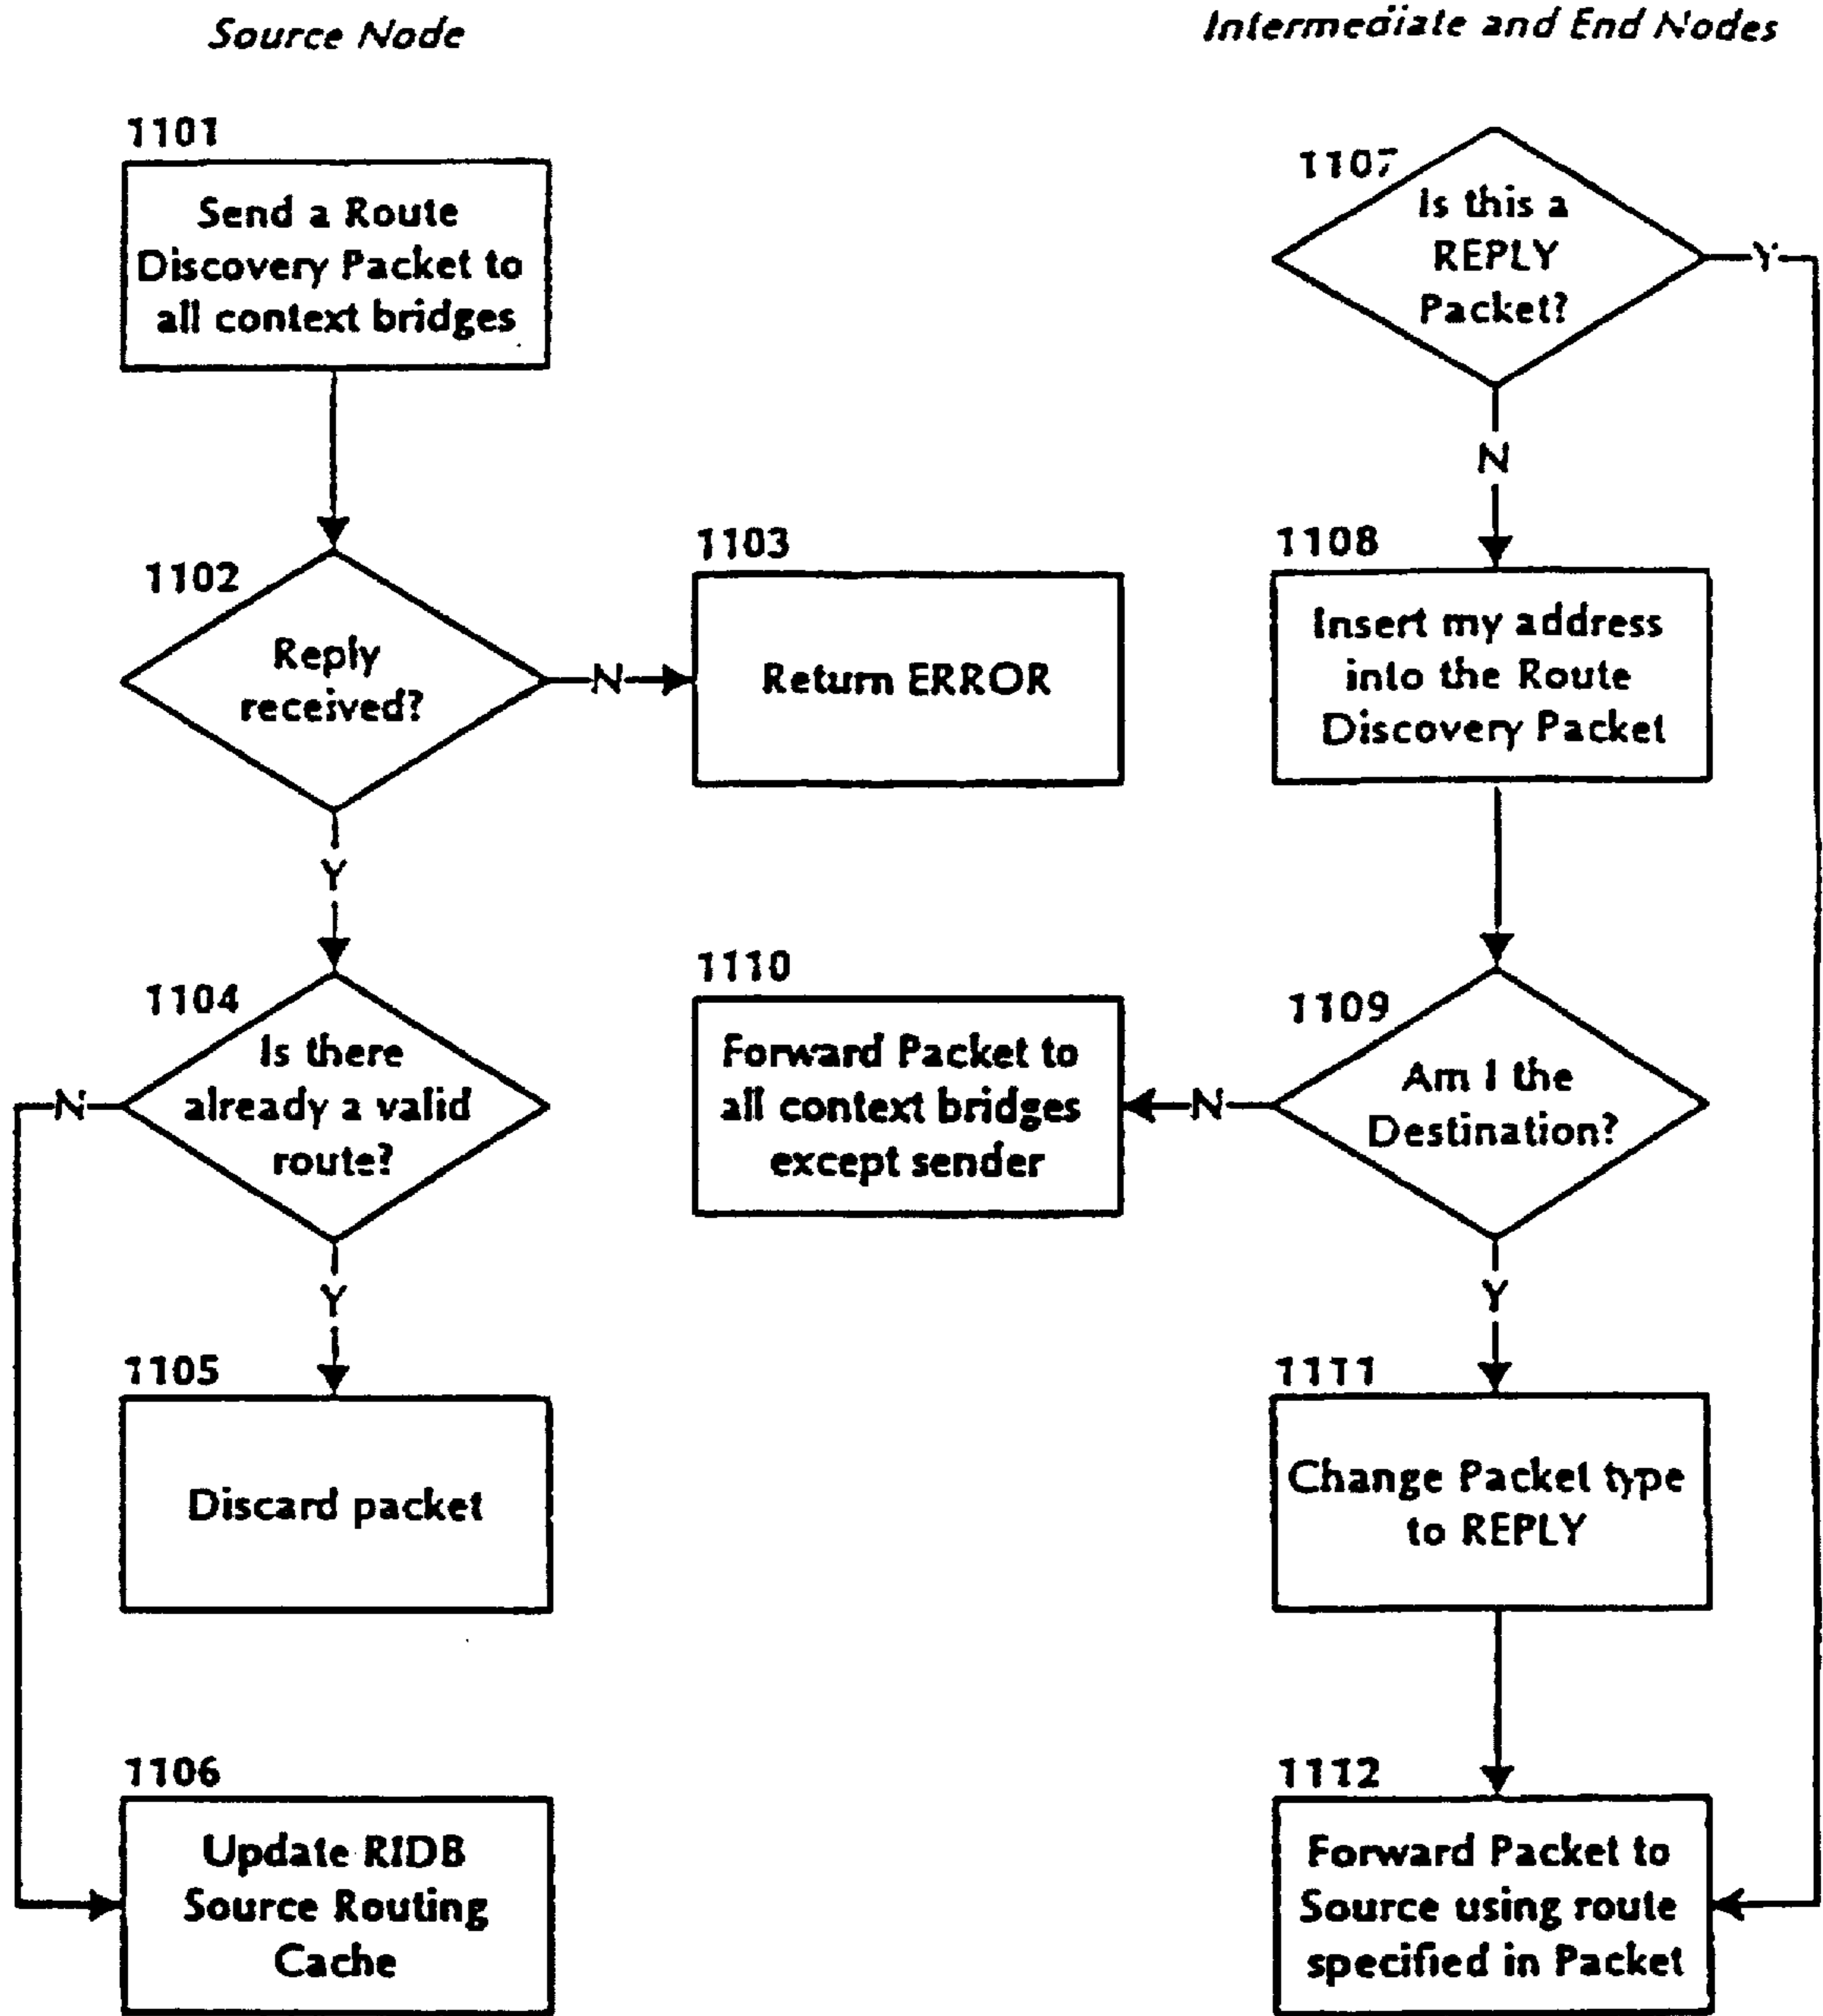 Source Node
Intermediate and End Nodes
1101
Send a Route
Discovery Packet to
all context bridges
1102
Reply
received?
N
1103
Return ERROR
Y
1104
Is there
already a valid
route?
N
Y
1105
Discard packet
1106
Update RIDB
Source Routing
Cache
1107
Is this a
REPLY
Packet?
Y
N
1108
Insert my address
into the Route
Discovery Packet
1109
Am I the
Destination?
N
1110
Forward Packet to
all context bridges
except sender
Y
1111
Change Packet type
to REPLY
1112
Forward Packet to
Source using route
specified in Packet